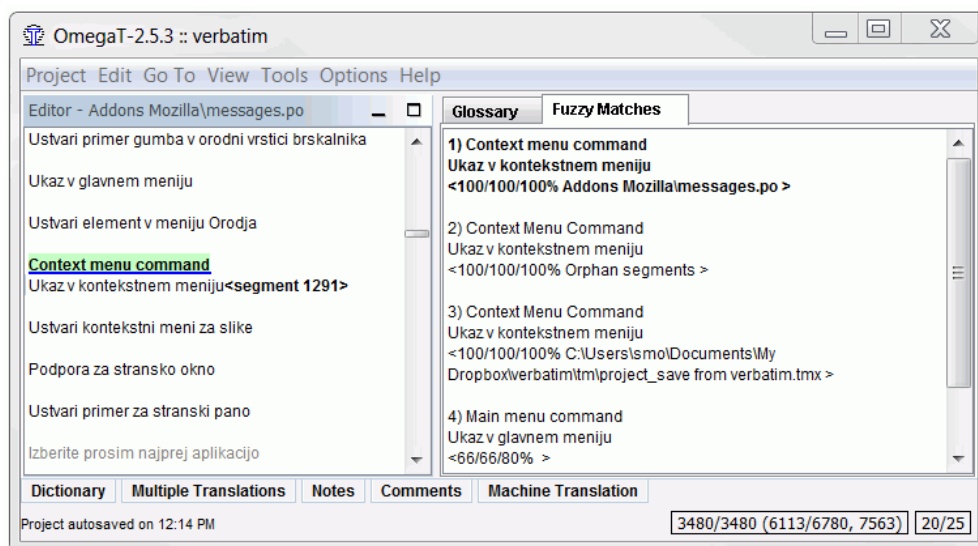 OmegaT-2.5.3 :: verbatim
Project Edit Go To View Tools Options Help
Editor - Addons Mozilla\messages.po
Ustvari primer gumba v orodni vrstici brskalnika
Ukaz v glavnem meniju
Ustvari element v meniju Orodja
Context menu command
Ukaz v kontekstnem meniju<segment 1291>
Ustvari kontekstni meni za slike
Podpora za stransko okno
Ustvari primer za stranski pano
Izberite prosim najprej aplikacijo
Glossary Fuzzy Matches
1) Context menu command
Ukaz v kontekstnem meniju
<100/100/100% Addons Mozilla\messages.po >
2) Context Menu Command
Ukaz v kontekstnem meniju
<100/100/100% Orphan segments >
3) Context Menu Command
Ukaz v kontekstnem meniju
<100/100/100% C:\Users\smo\Documents\My
Dropbox\verbatim\tm\project_save from verbatim.tmx >
4) Main menu command
Ukaz v glavnem meniju
<66/66/80% >
Dictionary Multiple Translations Notes Comments Machine Translation
Project autosaved on 12:14 PM
3480/3480 (6113/6780, 7563) 20/25